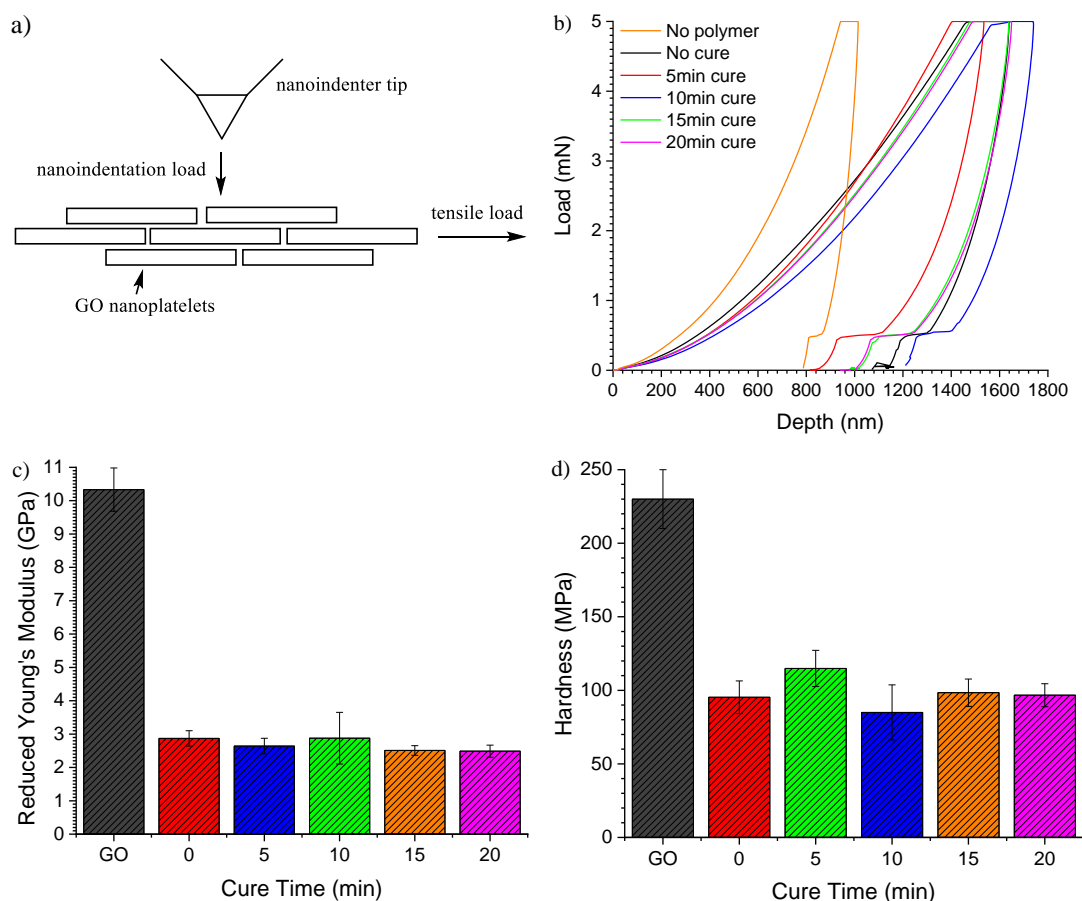 a)
nanoindenter tip
nanoindentation load
tensile load
GO nanoplatelets
b)
No polymer
No cure
5min cure
10min cure
15min cure
20min cure
5
4
3
2
1
0
Load (mN)
0 200 400 600 800 1000 1200 1400 1600 1800
Depth (nm)
c)
11
10
9
8
7
6
5
4
3
2
1
0
Reduced Young's Modulus (GPa)
GO 0 5 10 15 20
Cure Time (min)
d)
250
200
150
100
50
0
Hardness (MPa)
GO 0 5 10 15 20
Cure Time (min)